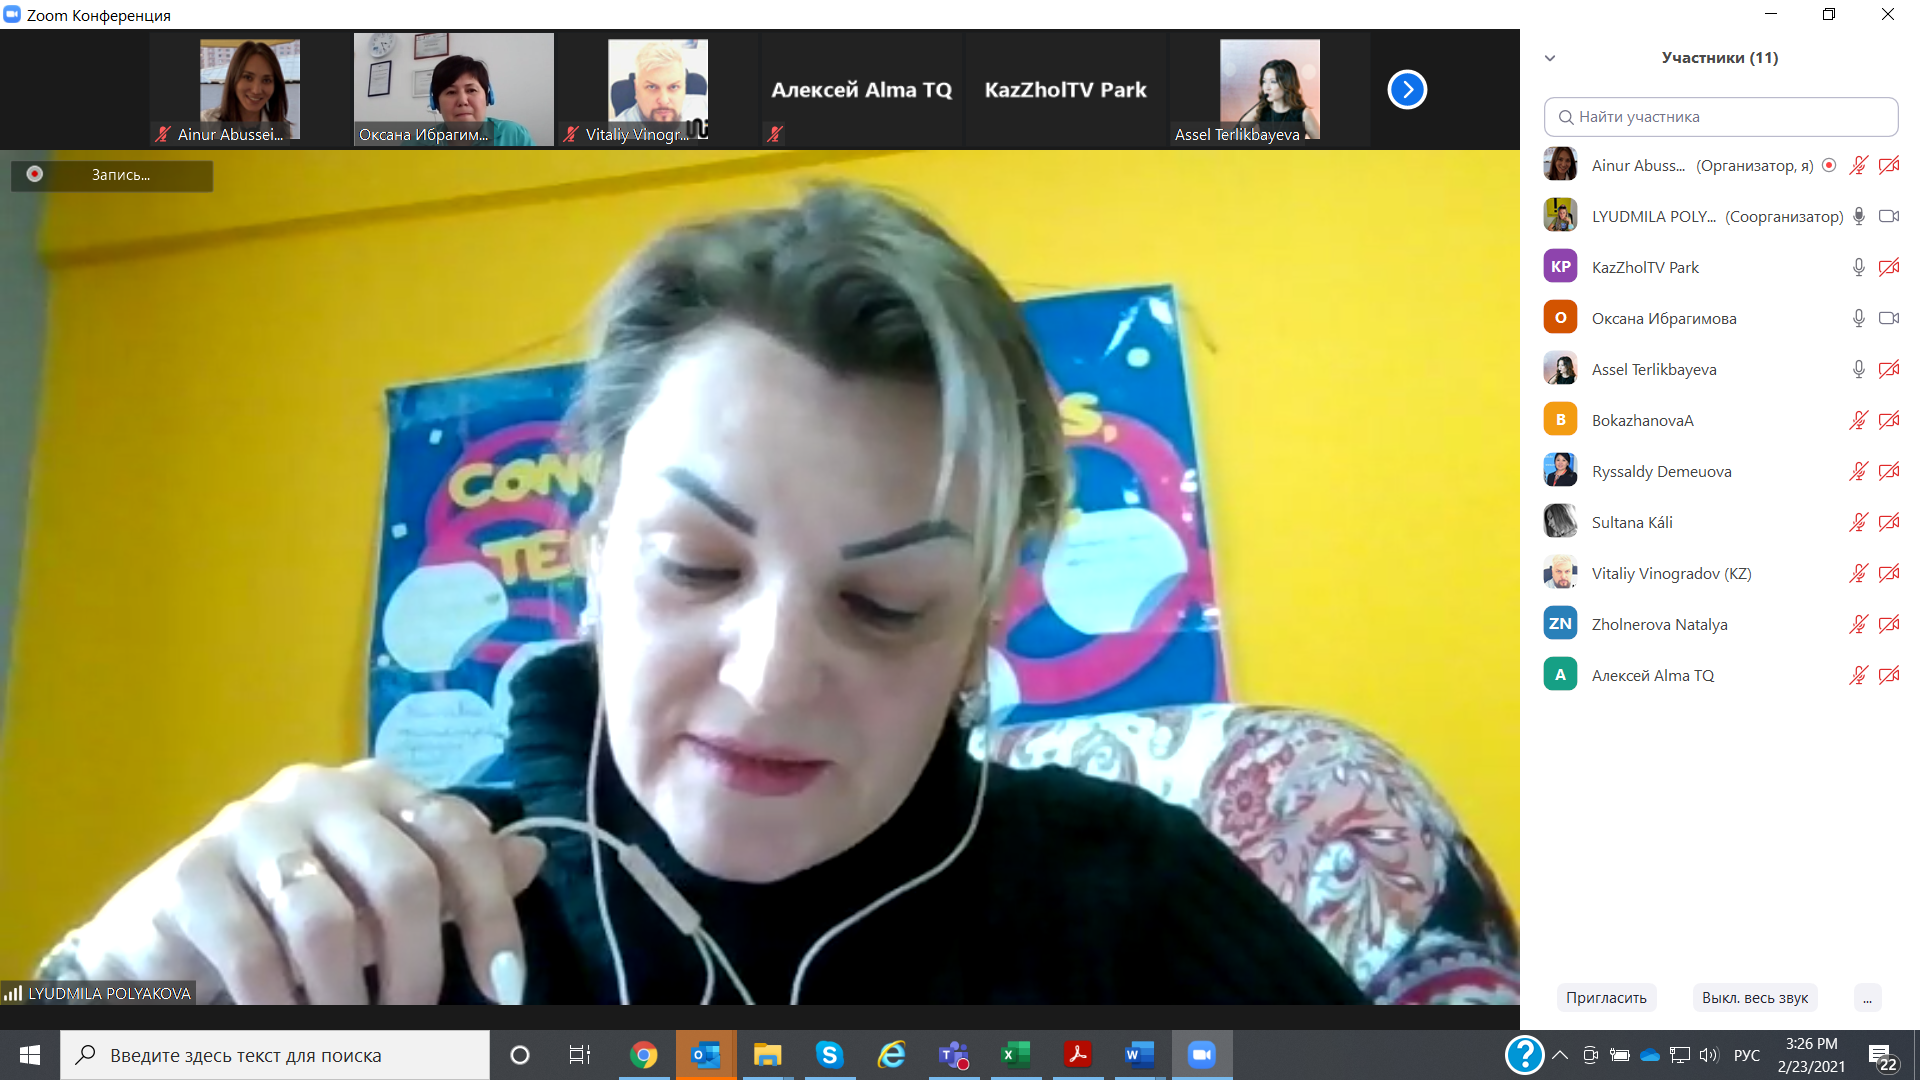 Zoom Конференция
Ainur Abussei...
Оксана Ибрагим...
Vitaliy Vinogr...
Алексей Alma TQ
KazZholTV Park
Assel Terlikbayeva
Запись...
LYUDMILA POLYAKOVA
Участники (11)
Найти участника
Ainur Abuss... (Организатор, я)
LYUDMILA POLY... (Соорганизатор)
KP KazZholTV Park
О Оксана Ибрагимова
Assel Terlikbayeva
B BokazhanovaA
Ryssaldy Demeuova
Sultana Káli
Vitaliy Vinogradov (KZ)
ZN Zholnerova Natalya
А Алексей Alma TQ
Пригласить
Выкл. весь звук
...
Введите здесь текст для поиска
РУС
3:26 PM
2/23/2021
22